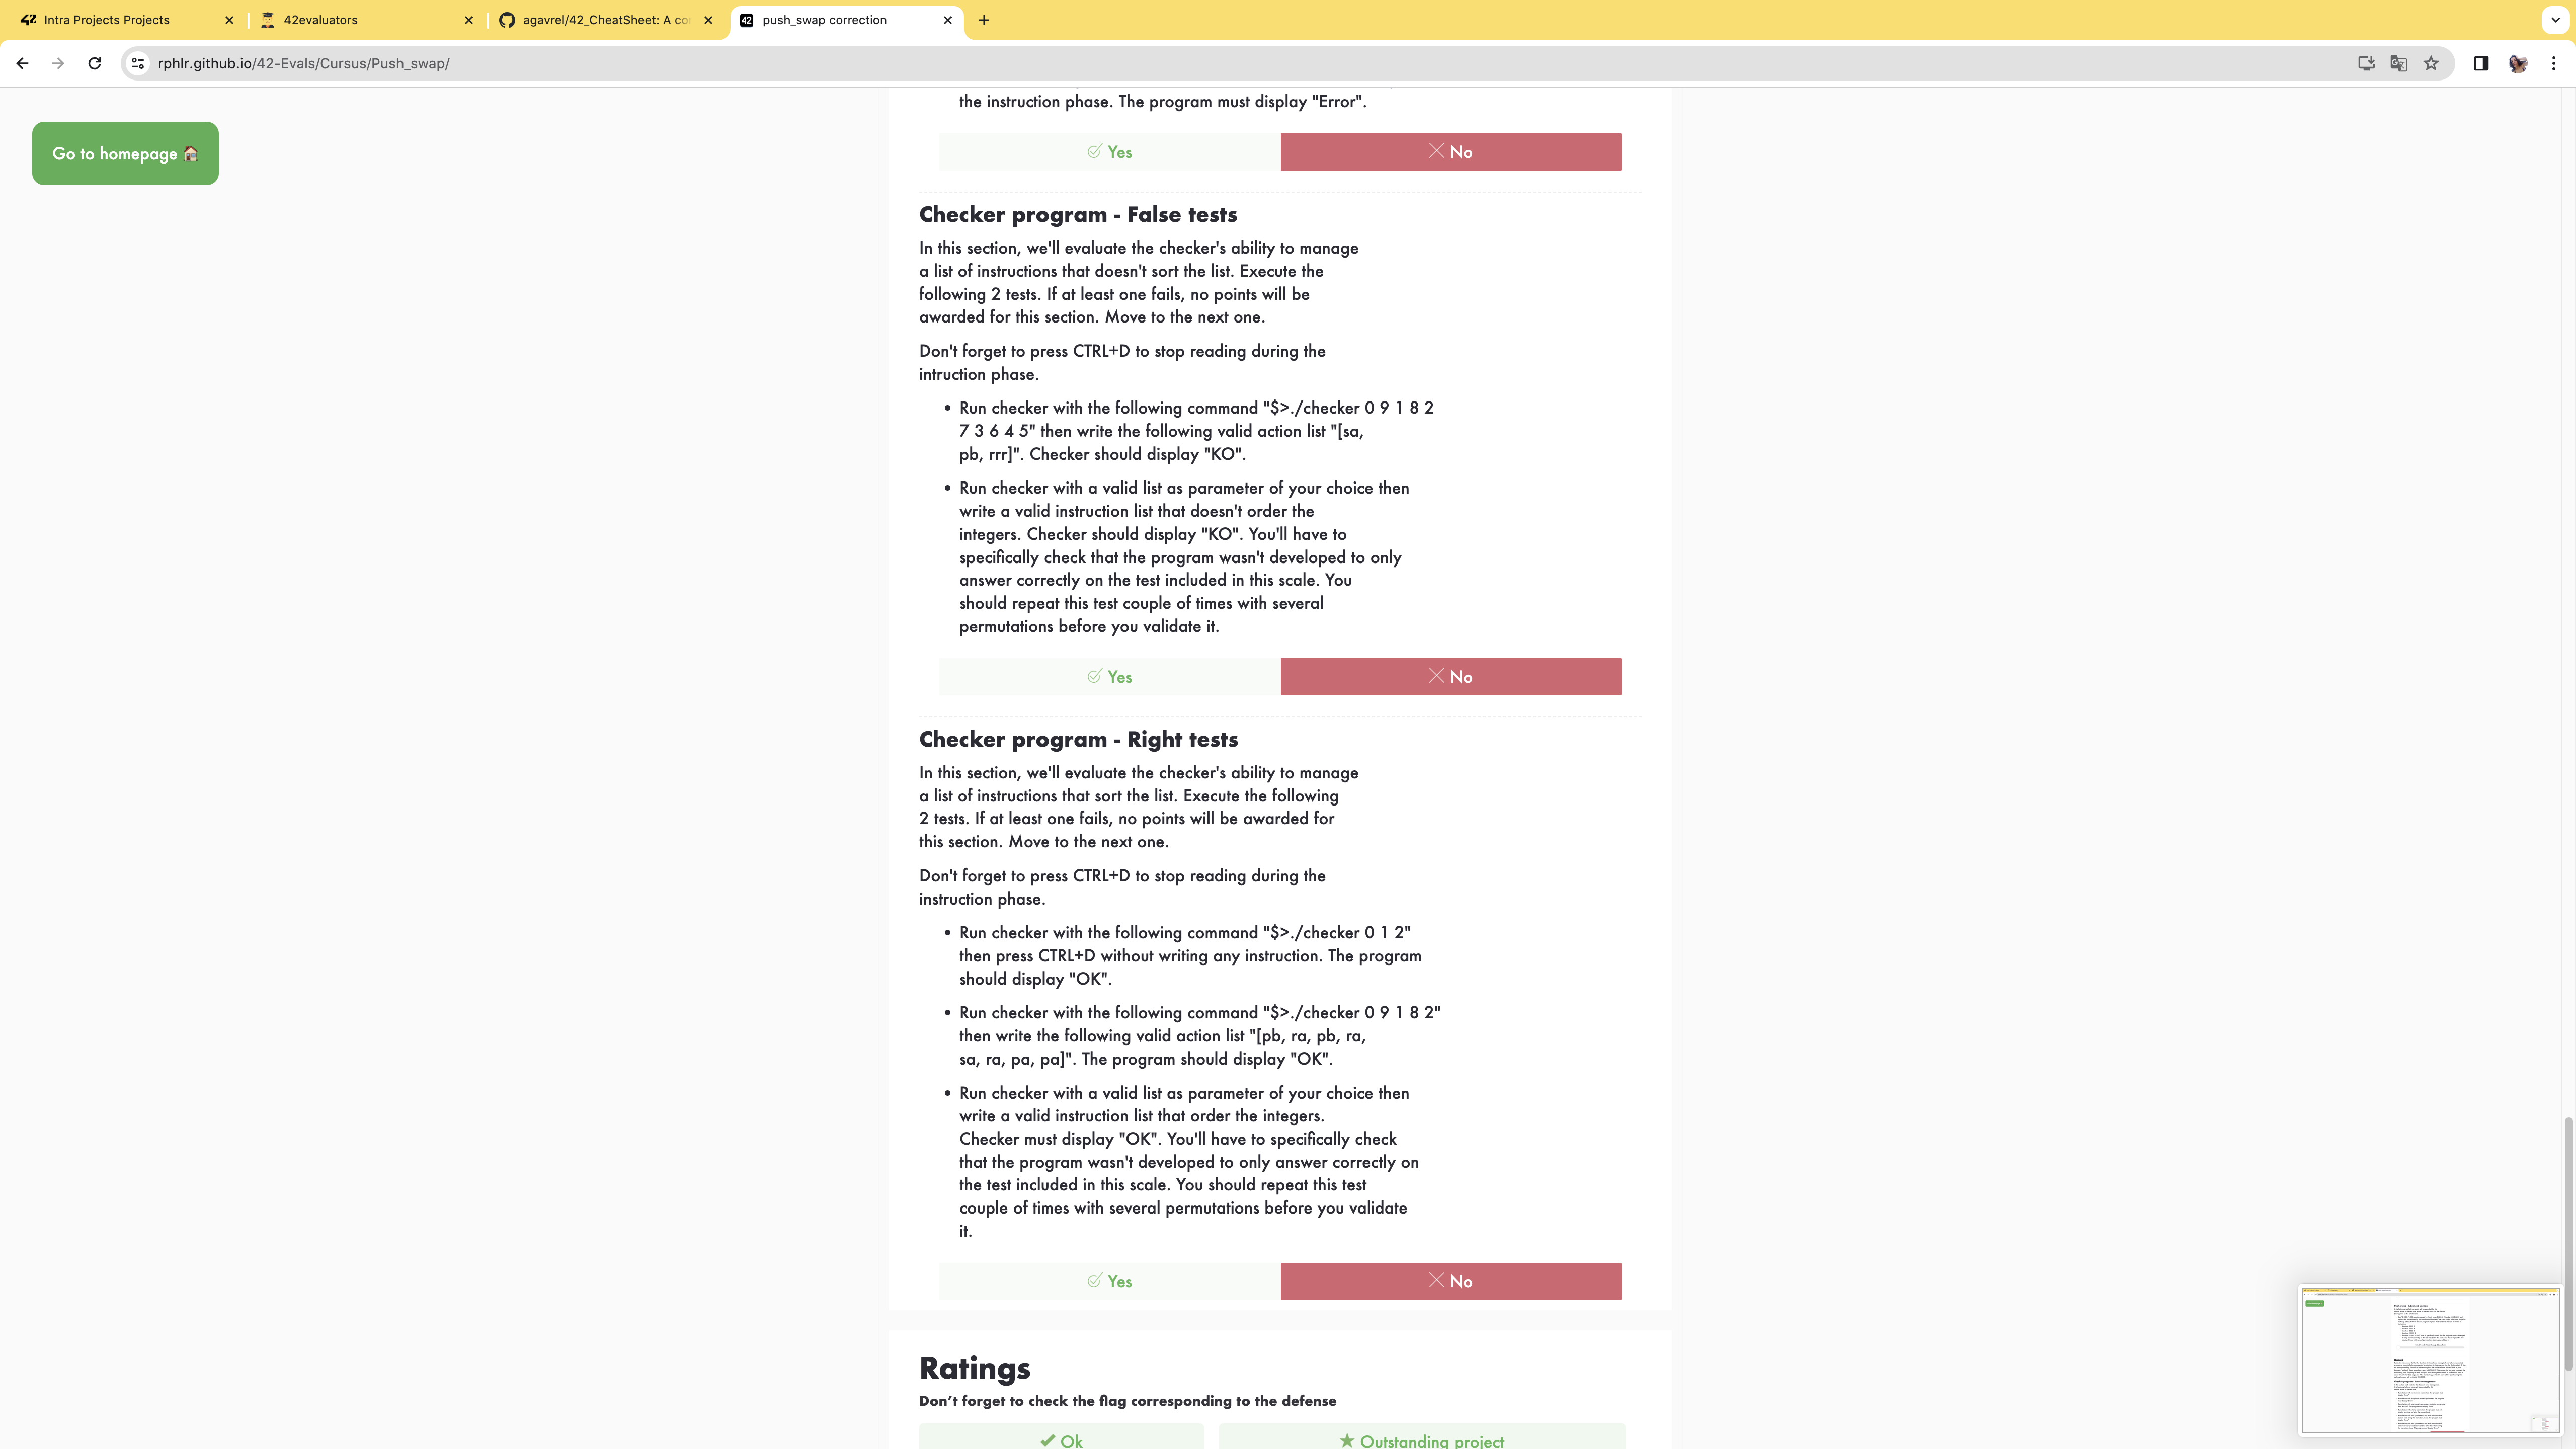 Intra Projects Projects
42evaluators
agavrel/42_CheatSheet: A co
push_swap correction
rphlr.github.io/42-Evals/Cursus/Push_swap/
Go to homepage
the instruction phase. The program must display "Error".
Yes
No
Checker program - False tests
In this section, we'll evaluate the checker's ability to manage
a list of instructions that doesn't sort the list. Execute the
following 2 tests. If at least one fails, no points will be
awarded for this section. Move to the next one.
Don't forget to press CTRL+D to stop reading during the
intruction phase.
• Run checker with the following command "$>./checker 0 9 1 8 2
7 3 6 4 5" then write the following valid action list "[sa,
pb, rrr]". Checker should display "KO".
• Run checker with a valid list as parameter of your choice then
write a valid instruction list that doesn't order the
integers. Checker should display "KO". You'll have to
specifically check that the program wasn't developed to only
answer correctly on the test included in this scale. You
should repeat this test couple of times with several
permutations before you validate it.
Yes
No
Checker program - Right tests
In this section, we'll evaluate the checker's ability to manage
a list of instructions that sort the list. Execute the following
2 tests. If at least one fails, no points will be awarded for
this section. Move to the next one.
Don't forget to press CTRL+D to stop reading during the
instruction phase.
• Run checker with the following command "$>./checker 0 1 2"
then press CTRL+D without writing any instruction. The program
should display "OK".
• Run checker with the following command "$>./checker 0 9 1 8 2"
then write the following valid action list "[pb, ra, pb, ra,
sa, ra, pa, pa]". The program should display "OK".
• Run checker with a valid list as parameter of your choice then
write a valid instruction list that order the integers.
Checker must display "OK". You'll have to specifically check
that the program wasn't developed to only answer correctly on
the test included in this scale. You should repeat this test
couple of times with several permutations before you validate
it.
Yes
No
Ratings
Don't forget to check the flag corresponding to the defense
Ok
Outstanding project